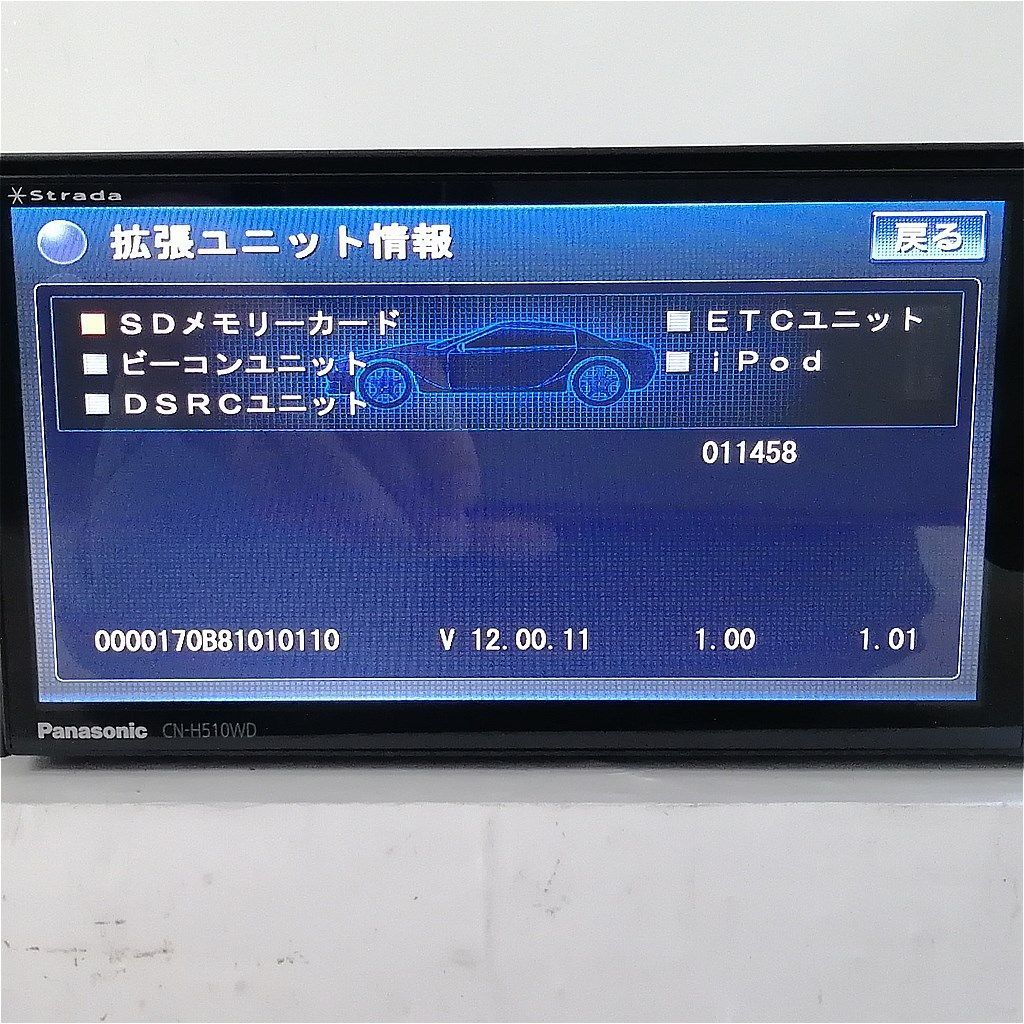 Strada
拡張ユニット情報
戻る
SDメモリーカード
ETCユニット
ビーコンユニット
iPod
DSRCユニット
011458
0000170B81010110 V 12.00.11 1.00 1.01
Panasonic CN-H510WD